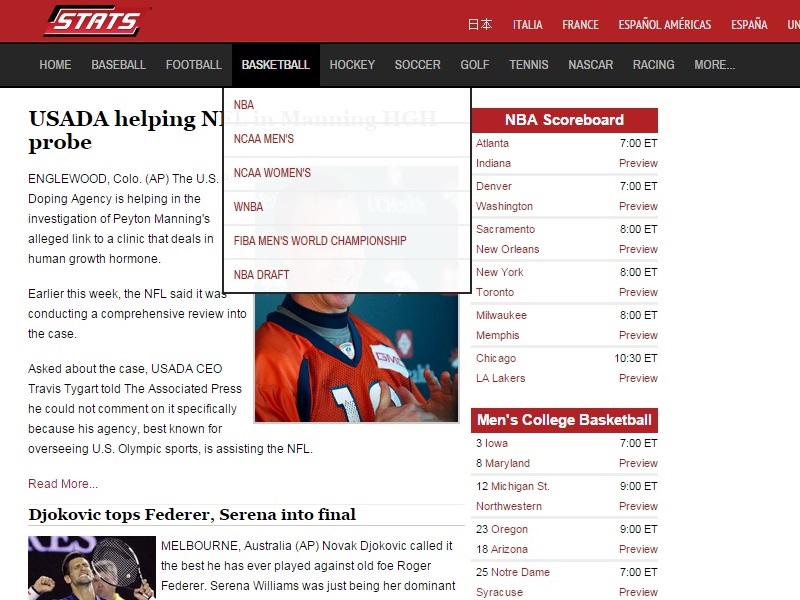 STATS
日本 ITALIA FRANCE ESPAÑOL AMÉRICAS ESPAÑA UN
HOME BASEBALL FOOTBALL BASKETBALL HOCKEY SOCCER GOLF TENNIS NASCAR RACING MORE...
NBA
NCAA MEN'S
NCAA WOMEN'S
WNBA
FIBA MEN'S WORLD CHAMPIONSHIP
NBA DRAFT
USADA helping NFL in Manning HGH
probe
ENGLEWOOD, Colo. (AP) The U.S.
Doping Agency is helping in the
investigation of Peyton Manning's
alleged link to a clinic that deals in
human growth hormone.
Earlier this week, the NFL said it was
conducting a comprehensive review into
the case.
Asked about the case, USADA CEO
Travis Tygart told The Associated Press
he could not comment on it specifically
because his agency, best known for
overseeing U.S. Olympic sports, is assisting the NFL.
Read More...
GMC
Djokovic tops Federer, Serena into final
MELBOURNE, Australia (AP) Novak Djokovic called it
the best he has ever played against old foe Roger
Federer. Serena Williams was just being her dominant
NBA Scoreboard
Atlanta 7:00 ET
Indiana Preview
Denver 7:00 ET
Washington Preview
Sacramento 8:00 ET
New Orleans Preview
New York 8:00 ET
Toronto Preview
Milwaukee 8:00 ET
Memphis Preview
Chicago 10:30 ET
LA Lakers Preview
Men's College Basketball
3 Iowa 7:00 ET
8 Maryland Preview
12 Michigan St. 9:00 ET
Northwestern Preview
23 Oregon 9:00 ET
18 Arizona Preview
25 Notre Dame 7:00 ET
Syracuse Preview